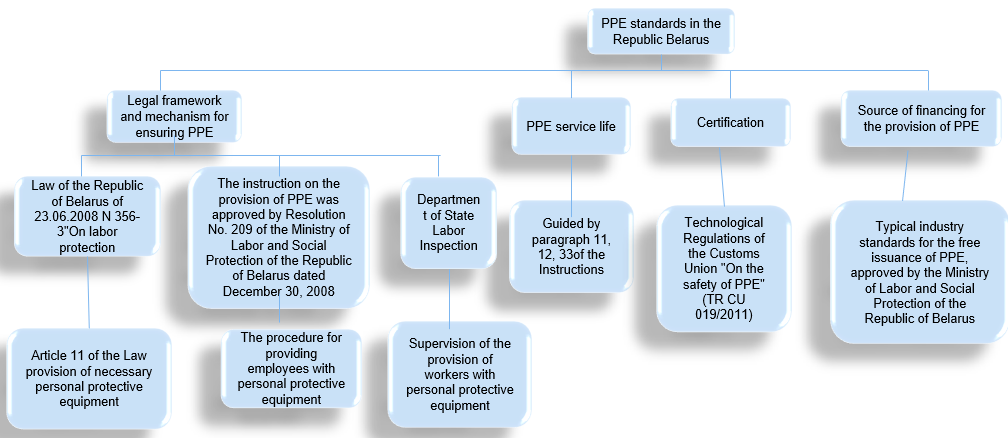 PPE standards in the
Republic Belarus
Legal framework
and mechanism for
ensuring PPE
PPE service life
Certification
Source of financing for
the provision of PPE
Law of the Republic
of Belarus of
23.06.2008 N 356-
3"On labor
protection
The instruction on the
provision of PPE was
approved by Resolution
No. 209 of the Ministry of
Labor and Social
Protection of the Republic
of Belarus dated
December 30, 2008
Departmen
t of State
Labor
Inspection
Guided by
paragraph 11,
12, 33of the
Instructions
Technological
Regulations of
the Customs
Union "On the
safety of PPE"
(TR CU
019/2011)
Typical industry
standards for the free
issuance of PPE,
approved by the Ministry
of Labor and Social
Protection of the
Republic of Belarus
Article 11 of the Law
provision of necessary
personal protective
equipment
The procedure for
providing
employees with
personal protective
equipment
Supervision of the
provision of
workers with
personal protective
equipment